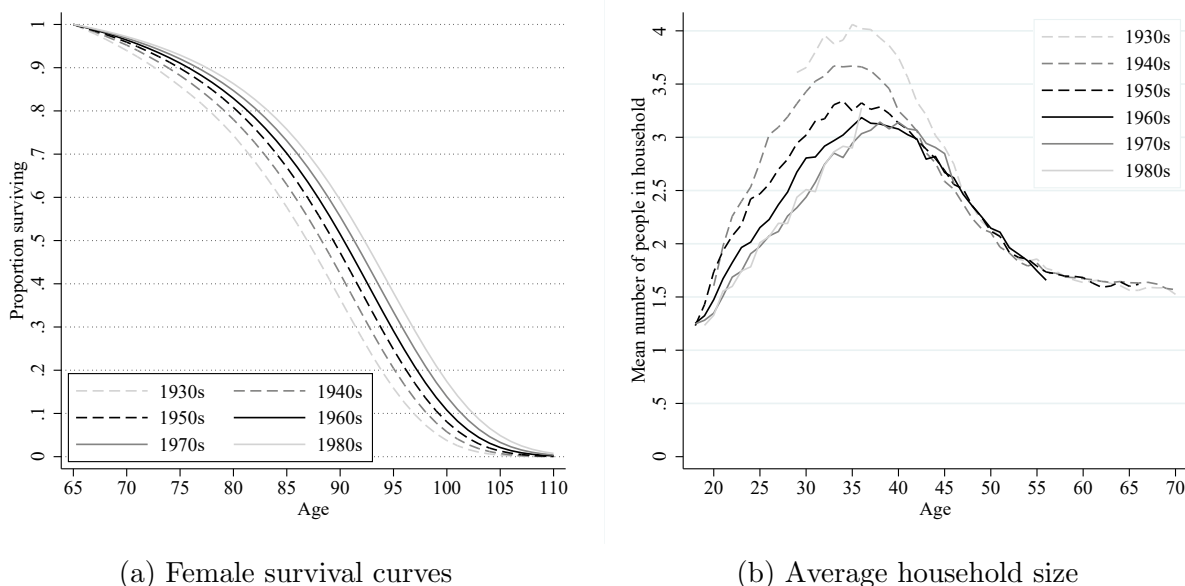 1
.9
.8
.7
.6
.5
.4
.3
.2
.1
0
Proportion surviving
1930s 1940s
1950s 1960s
1970s 1980s
65 70 75 80 85 90 95 100 105 110
Age
(a) Female survival curves
4
3.5
3
2.5
2
1.5
1
.5
0
Mean number of people in household
1930s
1940s
1950s
1960s
1970s
1980s
20 25 30 35 40 45 50 55 60 65 70
Age
(b) Average household size